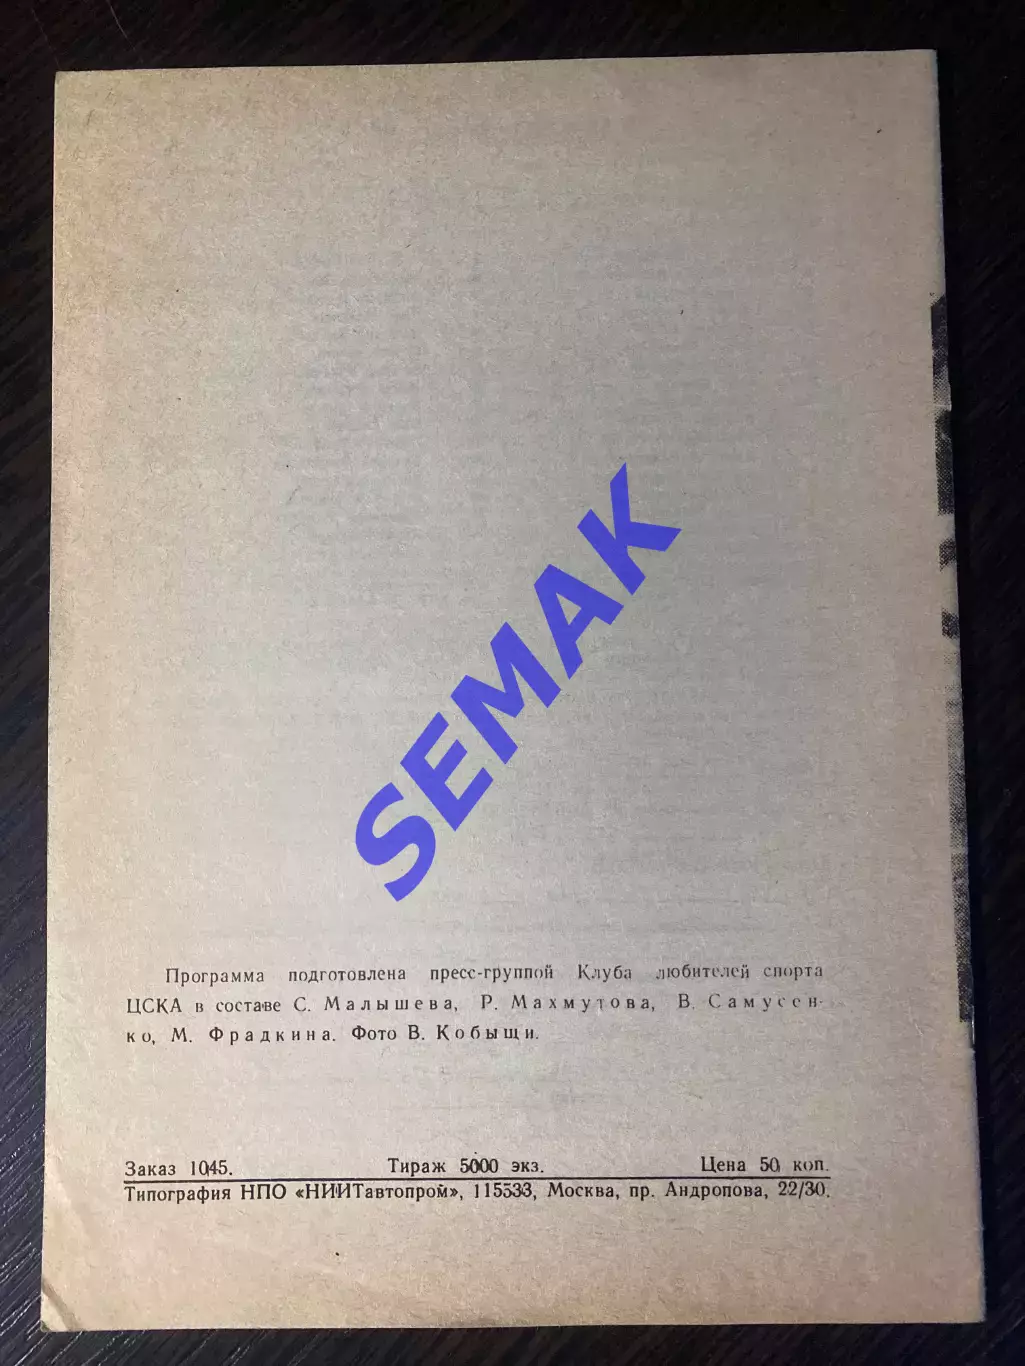 SEMAK
Программа подготовлена пресс-группой Клуба любителей спорта
ЦСКА в составе С. Малышева, Р. Махмутова, В. Самусен-
ко, М. Фрадкина. Фото В. Кобыщи.
Заказ 1045. Тираж 5000 экз. Цена 50 коп.
Типография НПО «НИИТавтопром», 115533, Москва, пр. Андропова, 22/30.